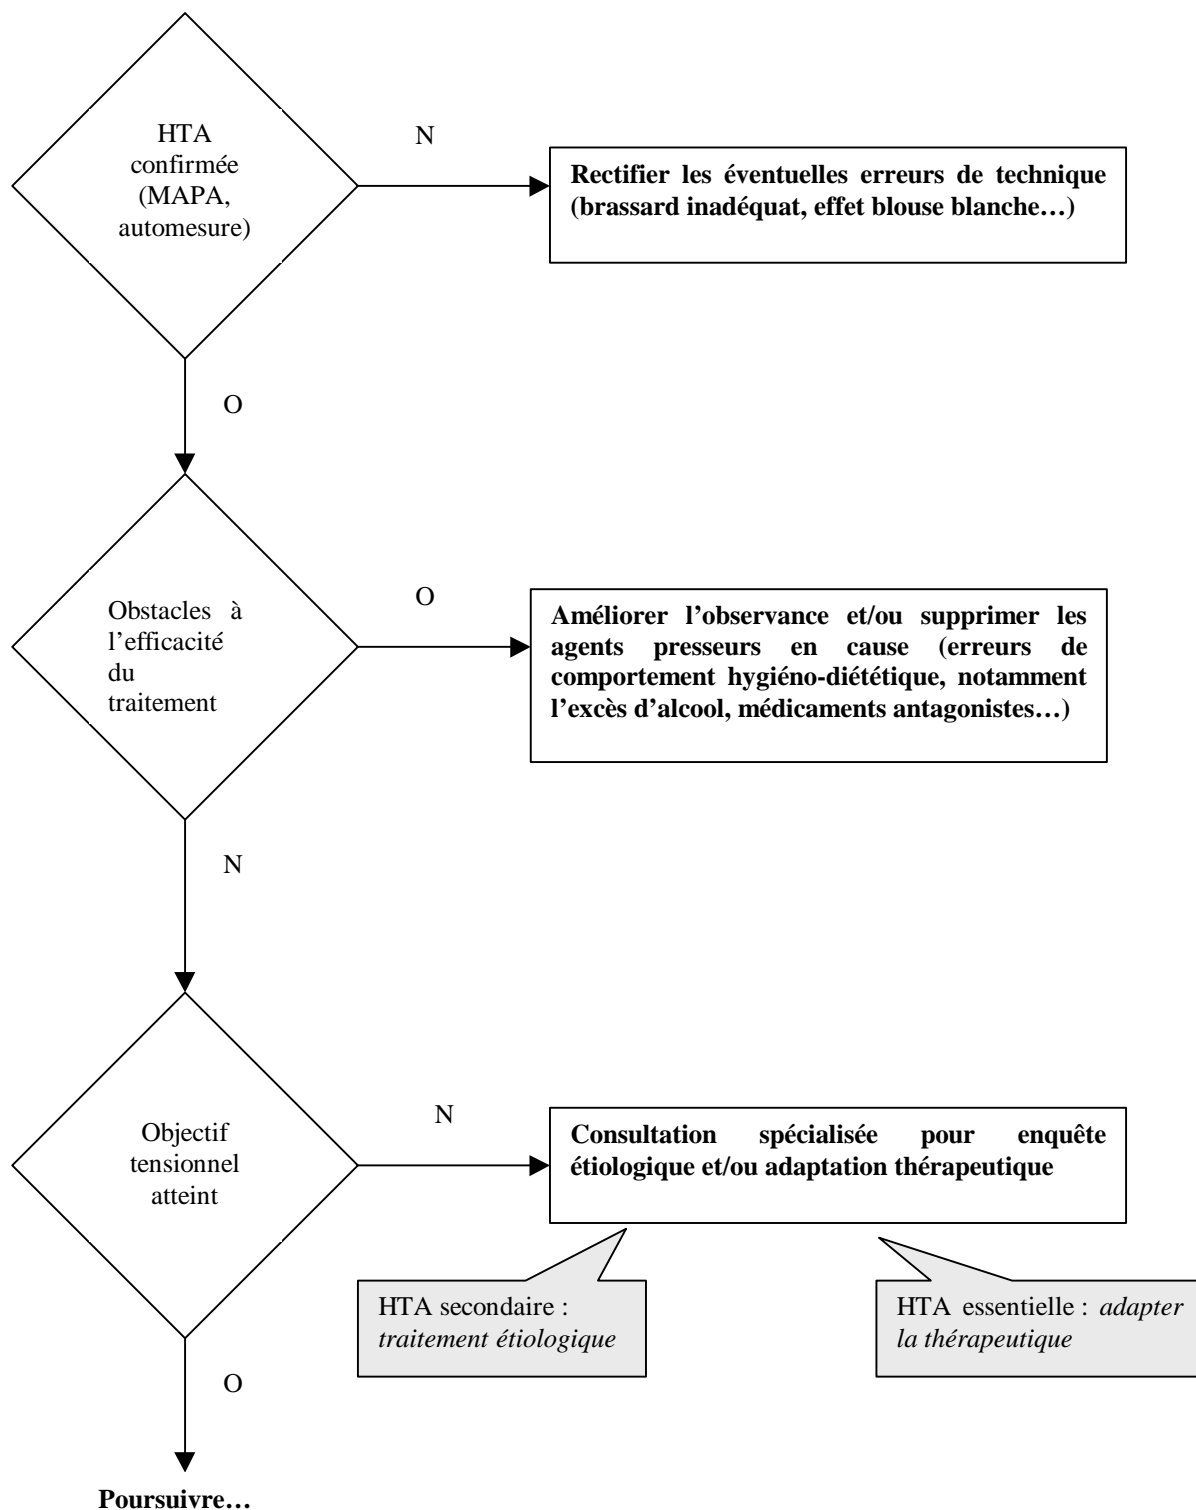 HTA
confirmée
(MAPA,
automesure)
N
Rectifier les éventuelles erreurs de technique
(brassard inadéquat, effet blouse blanche…)
O
Obstacles à
l’efficacité
du
traitement
O
Améliorer l’observance et/ou supprimer les
agents presseurs en cause (erreurs de
comportement hygiéno-diététique, notamment
l’excès d’alcool, médicaments antagonistes…)
N
Objectif
tensionnel
atteint
N
Consultation spécialisée pour enquête
étiologique et/ou adaptation thérapeutique
HTA secondaire :
traitement étiologique
HTA essentielle : adapter
la thérapeutique
O
Poursuivre…